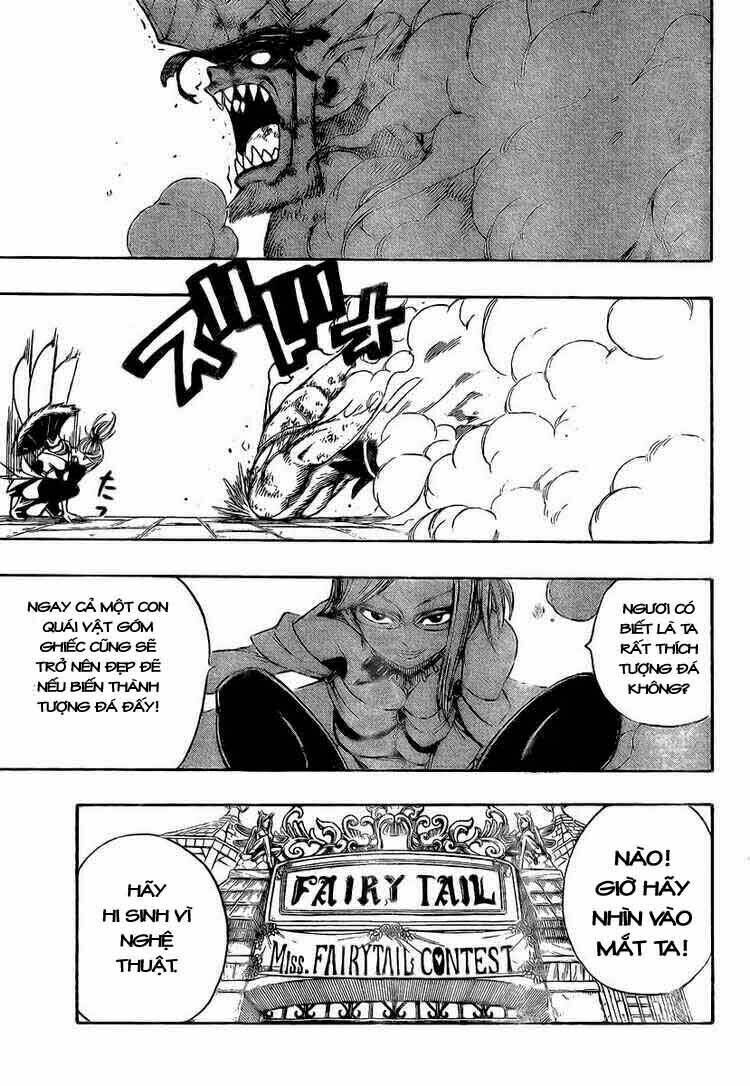 ズドォ
たっ
NGƯƠI CÓ
BIẾT LÀ TA
RẤT THÍCH
TƯỢNG ĐÁ
KHÔNG?
NGAY CẢ MỘT CON
QUÁI VẬT GỚM
GHIẾC CŨNG SẼ
TRỞ NÊN ĐẸP ĐẼ
NẾU BIẾN THÀNH
TƯỢNG ĐÁ ĐẤY!
NÀO!
GIỜ HÃY
NHÌN VÀO
MẮT TA!
FAIRY TAIL
MISS. FAIRYTAIL CONTEST
HÃY
HI SINH VÌ
NGHỆ
THUẬT.